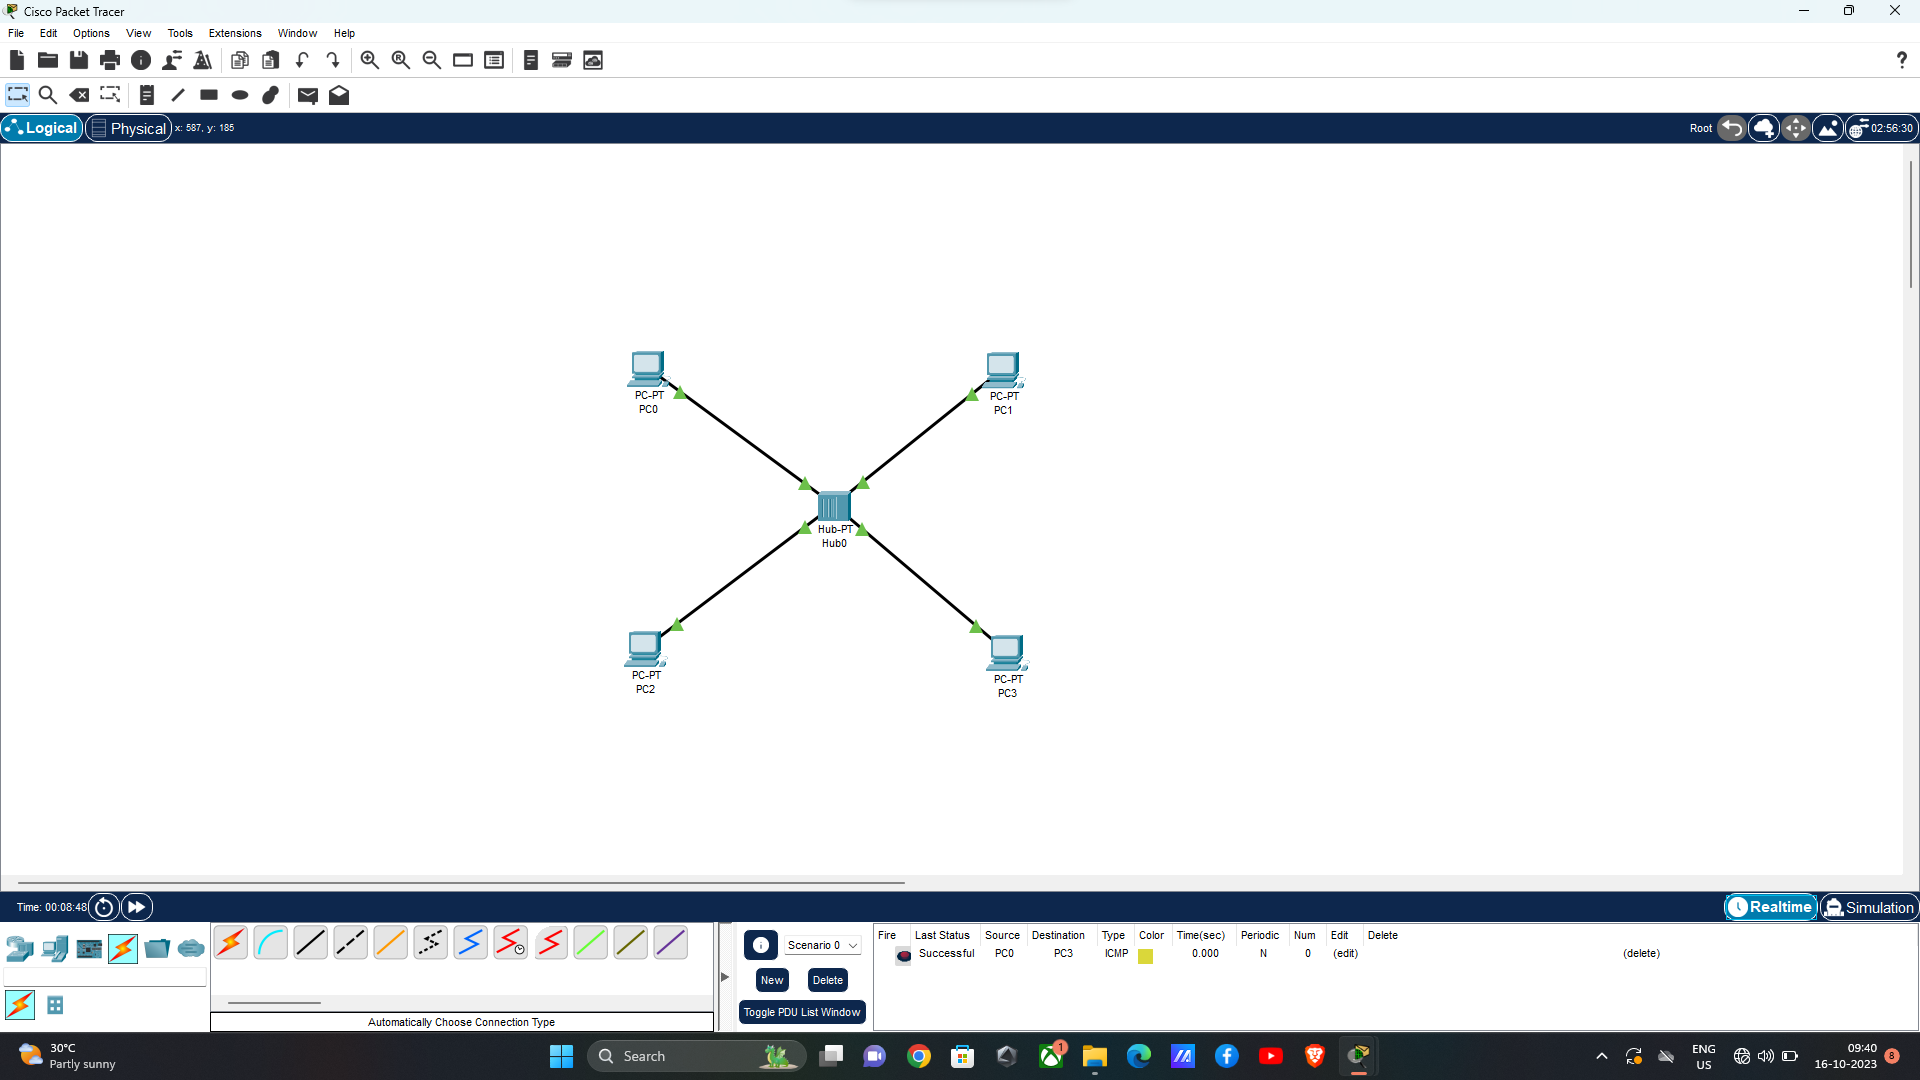 Cisco Packet Tracer
File Edit Options View Tools Extensions Window Help
Logical Physical x: 587, y: 185 Root 02:56:30
PC-PT
PC0
PC-PT
PC1
Hub-PT
Hub0
PC-PT
PC2
PC-PT
PC3
Time: 00:08:48 Realtime Simulation
Scenario 0
New Delete
Toggle PDU List Window
Fire Last Status Source Destination Type Color Time(sec) Periodic Num Edit Delete
Successful PC0 PC3 ICMP 0.000 N 0 (edit) (delete)
Automatically Choose Connection Type
30°C
Partly sunny
Search
1
ENG
US
09:40
16-10-2023
8